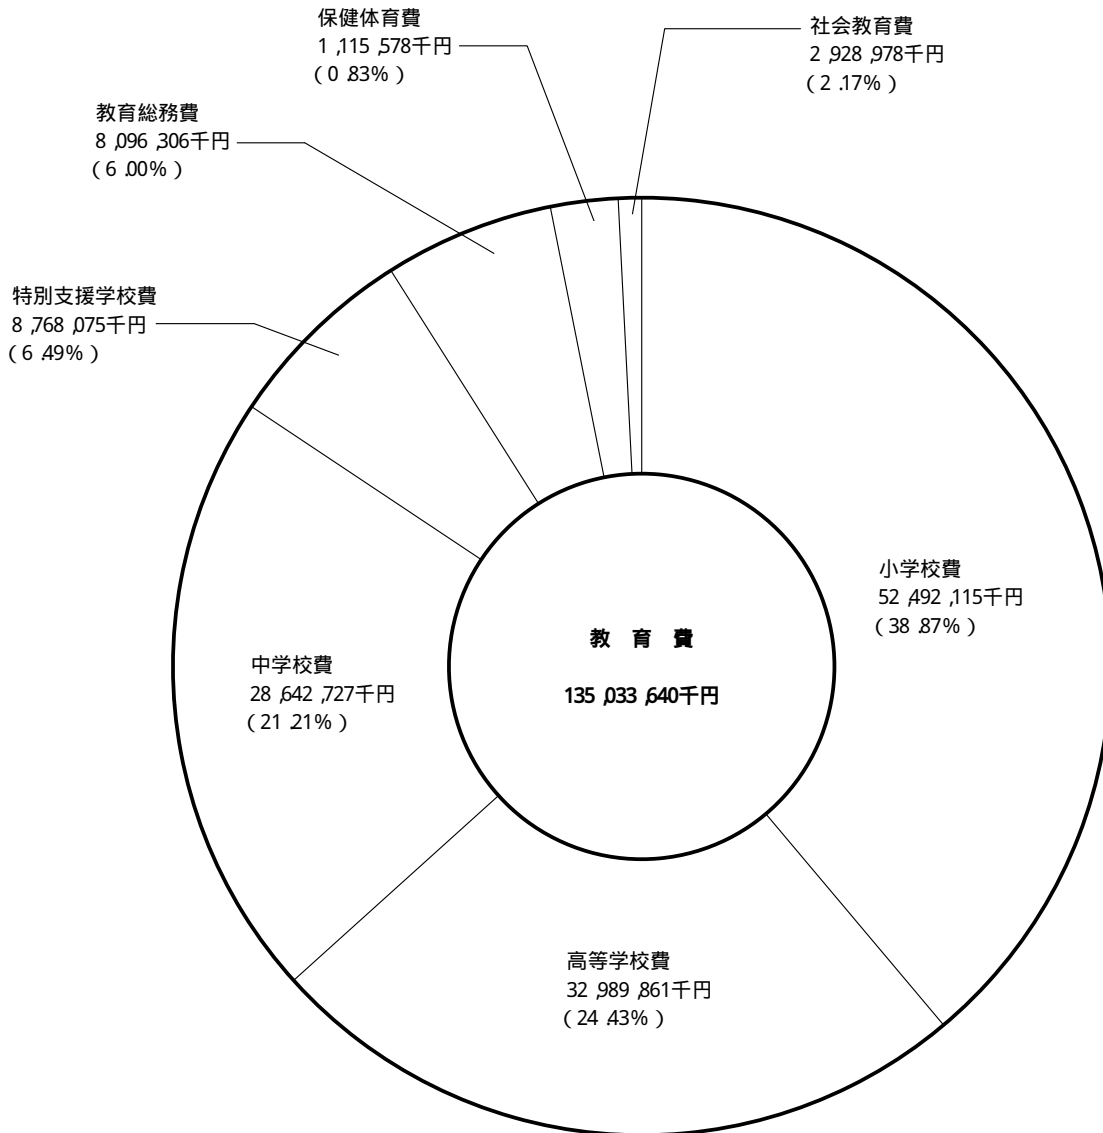 保健体育費
1,115,578千円
(0.83%)
社会教育費
2,928,978千円
(2.17%)
教育総務費
8,096,306千円
(6.00%)
特別支援学校費
8,768,075千円
(6.49%)
小学校費
52,492,115千円
(38.87%)
教育費
135,033,640千円
中学校費
28,642,727千円
(21.21%)
高等学校費
32,989,861千円
(24.43%)